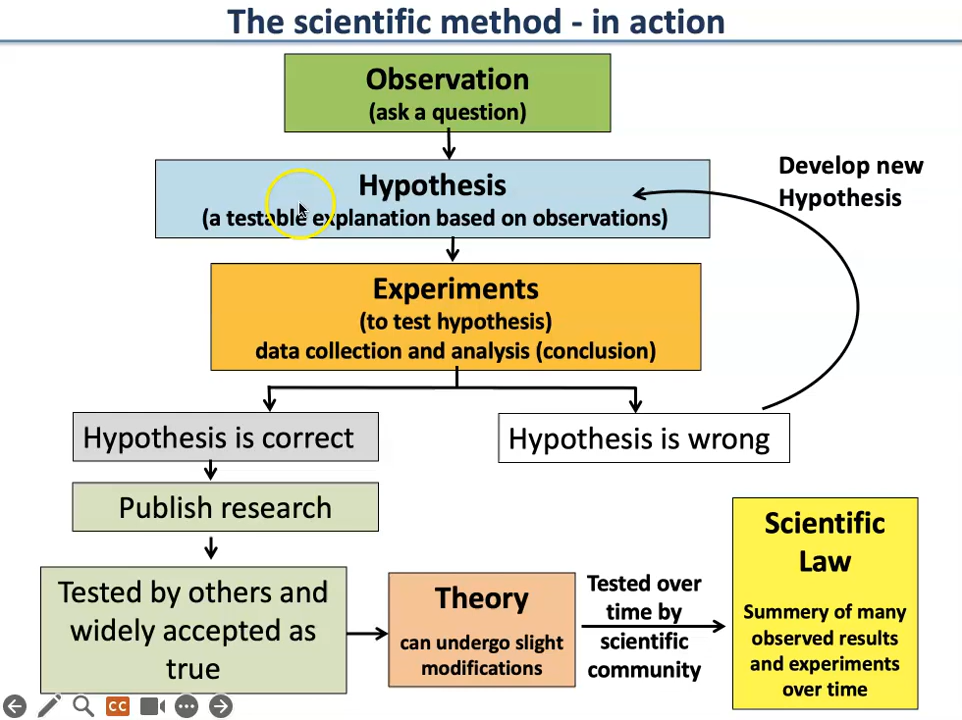 The scientific method - in action
Observation
(ask a question)
Hypothesis
(a testable explanation based on observations)
Develop new
Hypothesis
Experiments
(to test hypothesis)
data collection and analysis (conclusion)
Hypothesis is correct
Hypothesis is wrong
Publish research
Tested by others and
widely accepted as
true
Theory
can undergo slight
modifications
Tested over
time by
scientific
community
Scientific
Law
Summery of many
observed results
and experiments
over time
CC